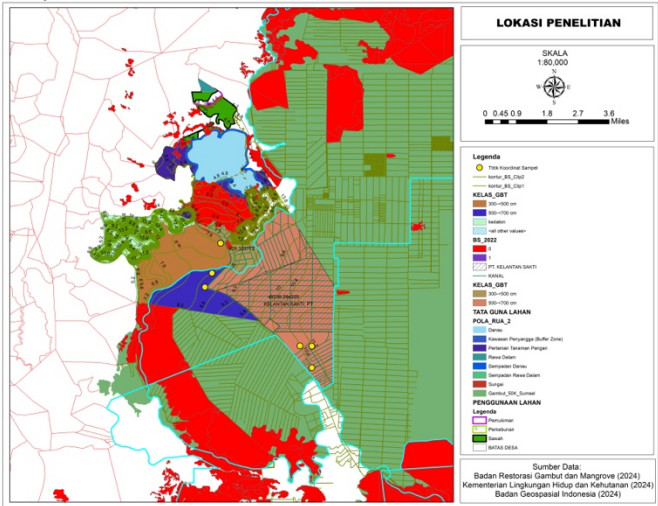 LOKASI PENELITIAN
SKALA
1:80,000
N
W E
S
0 0.45 0.9 1.8 2.7 3.6
Miles
Legenda
Titik Koordinat Sampel
kontur_BS_Clip2
kontur_BS_Clip1
KELAS_GBT
300-<500 cm
500-<700 cm
kedalam
<all other values>
BS_2022
0
1
PT. KELANTAN SAKTI
KANAL
KELAS_GBT
300-<500 cm
500-<700 cm
TATA GUNA LAHAN
POLA_RUA_2
Danau
Kawasan Penyangga (Buffer Zone)
Pertanian Tanaman Pangan
Rawa Dalam
Sempadan Danau
Sempadan Rawa Dalam
Sungai
Gambut_50K_Sumsel
PENGGUNAAN LAHAN
Legenda
Pemukiman
Perkebunan
Sawah
BATAS DESA
KELANTAN SAKTI, PT
Sumber Data:
Badan Restorasi Gambut dan Mangrove (2024)
Kementerian Lingkungan Hidup dan Kehutanan (2024)
Badan Geospasial Indonesia (2024)